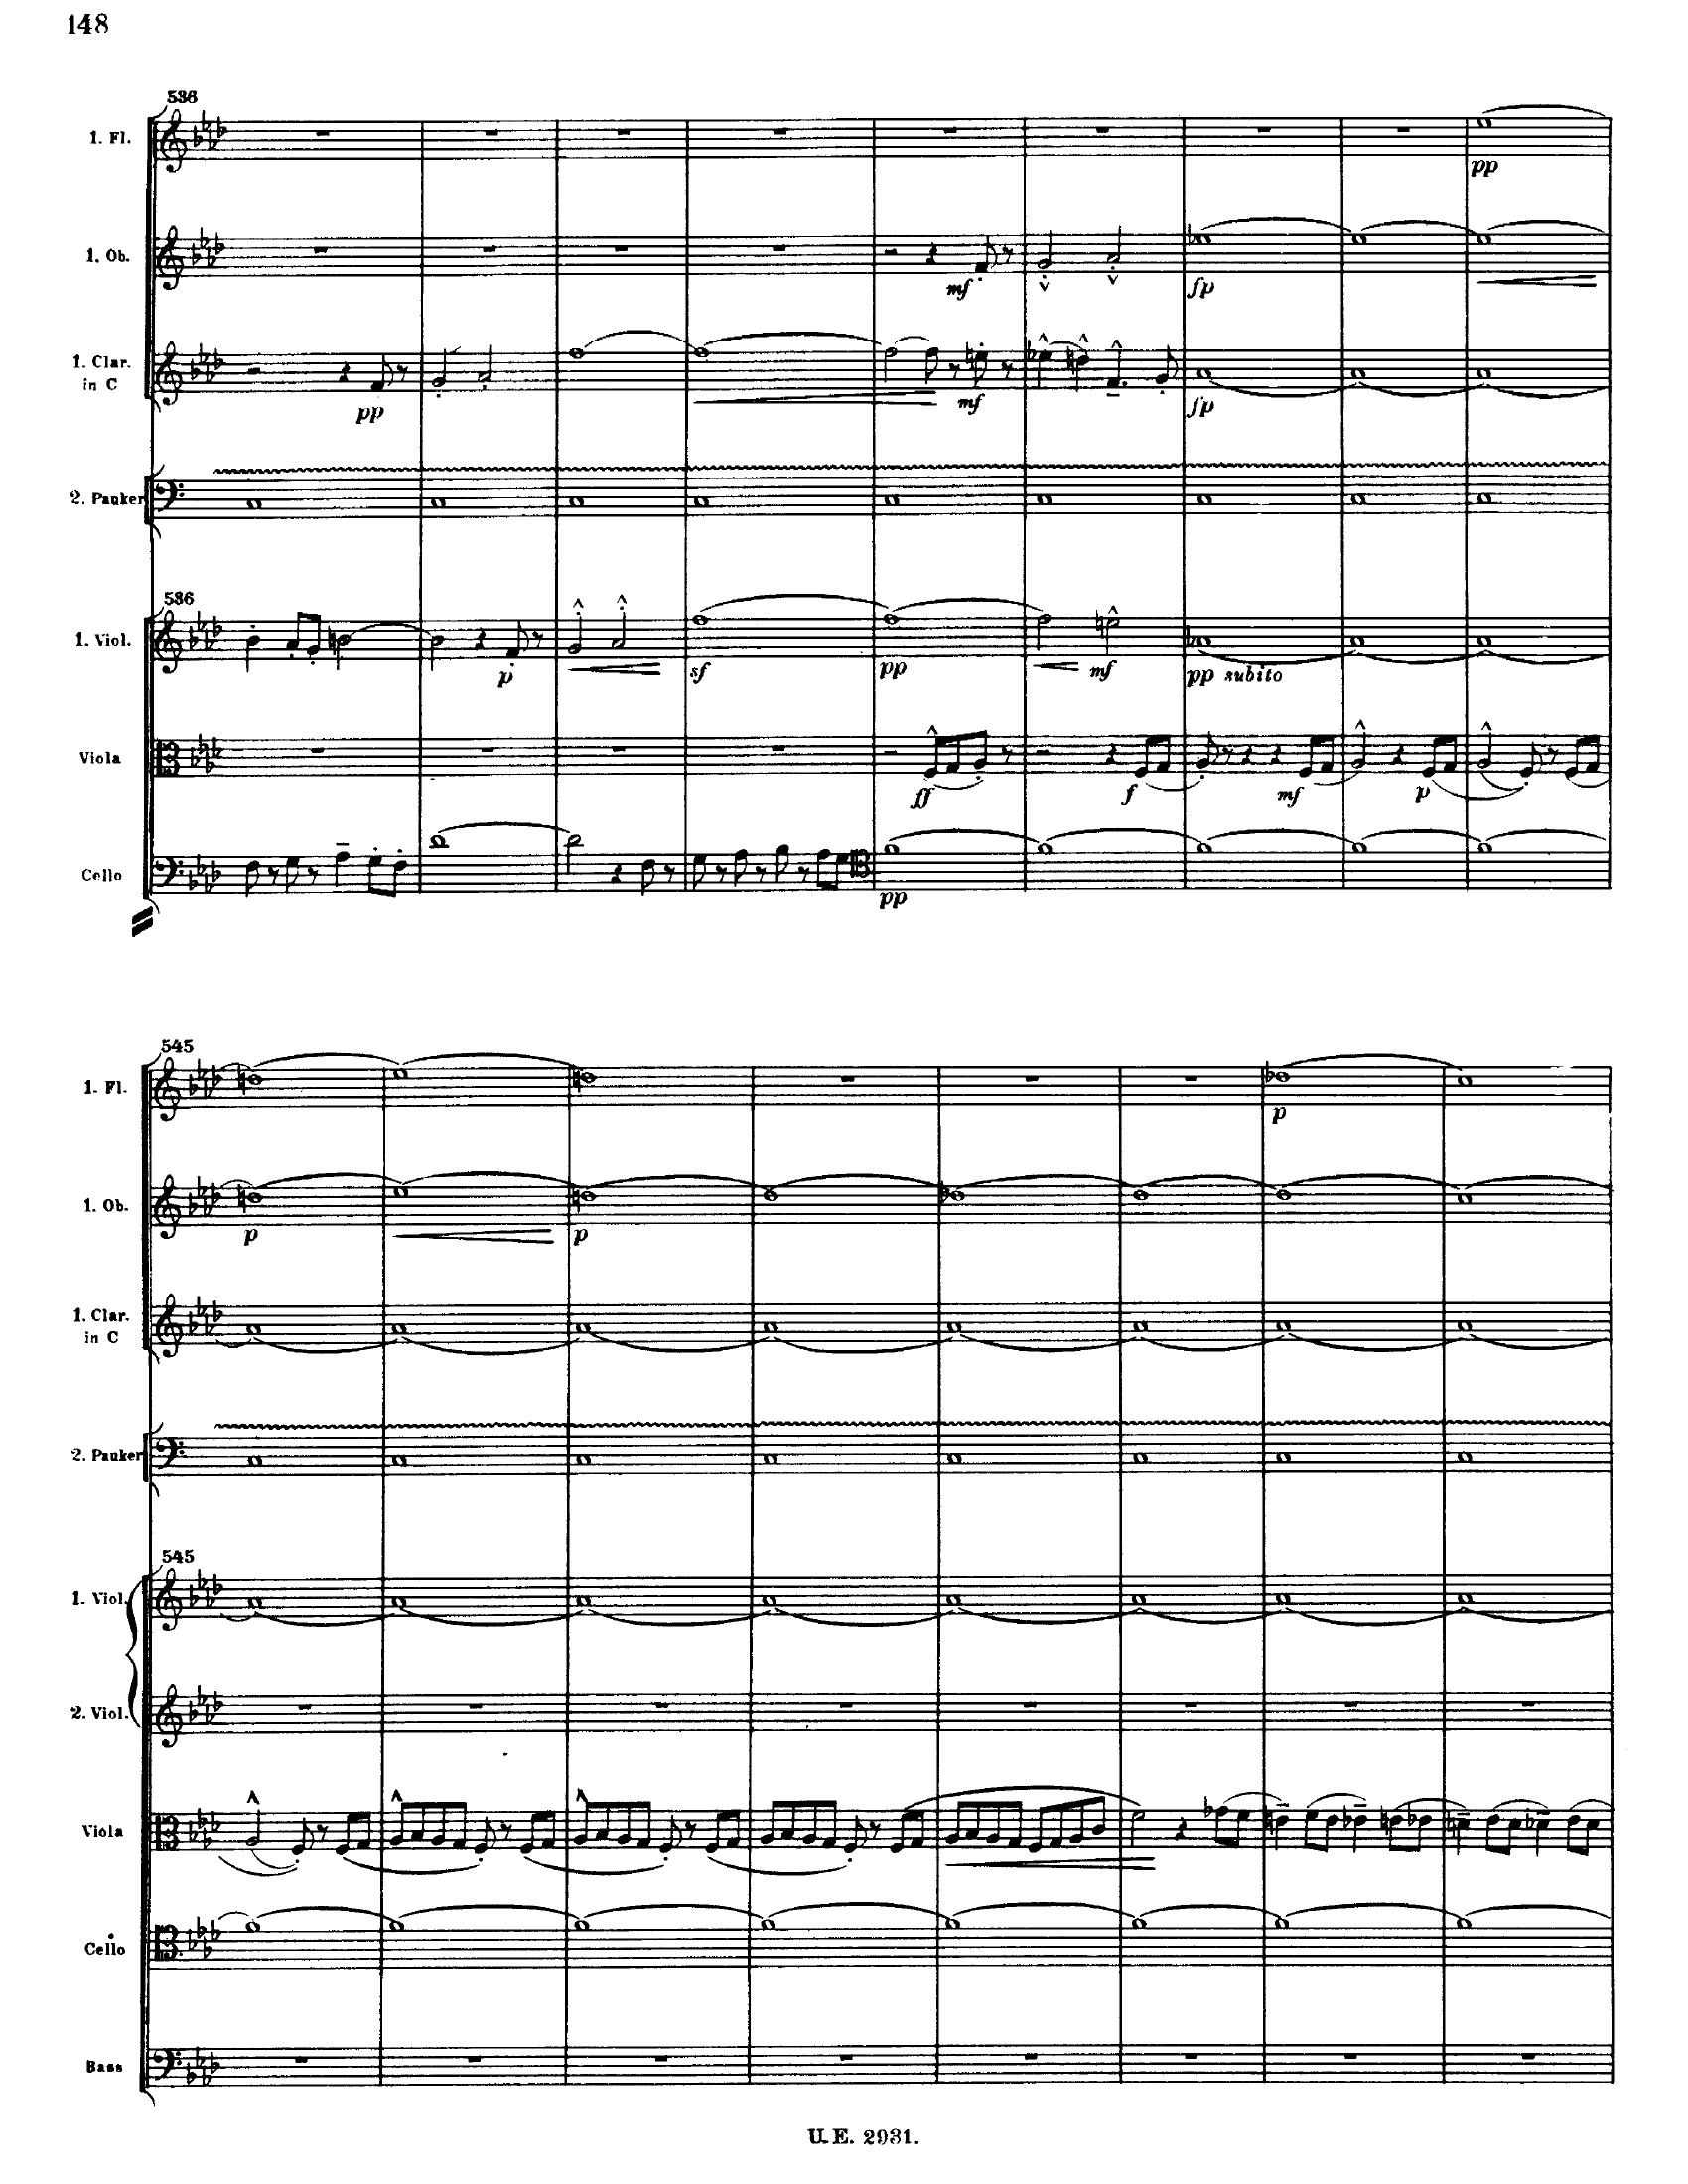 148
536
1. Fl.
pp
1. Ob.
mf
fp
1. Clar.
in C
pp
mf
fp
2. Pauker
536
1. Viol.
p
sf
pp
mf
pp subito
Viola
ff
f
mf
p
Cello
pp
545
1. Fl.
p
1. Ob.
p
p
1. Clar.
in C
2. Pauker
545
1. Viol.
2. Viol.
Viola
Cello
Bass
U.E. 2931.